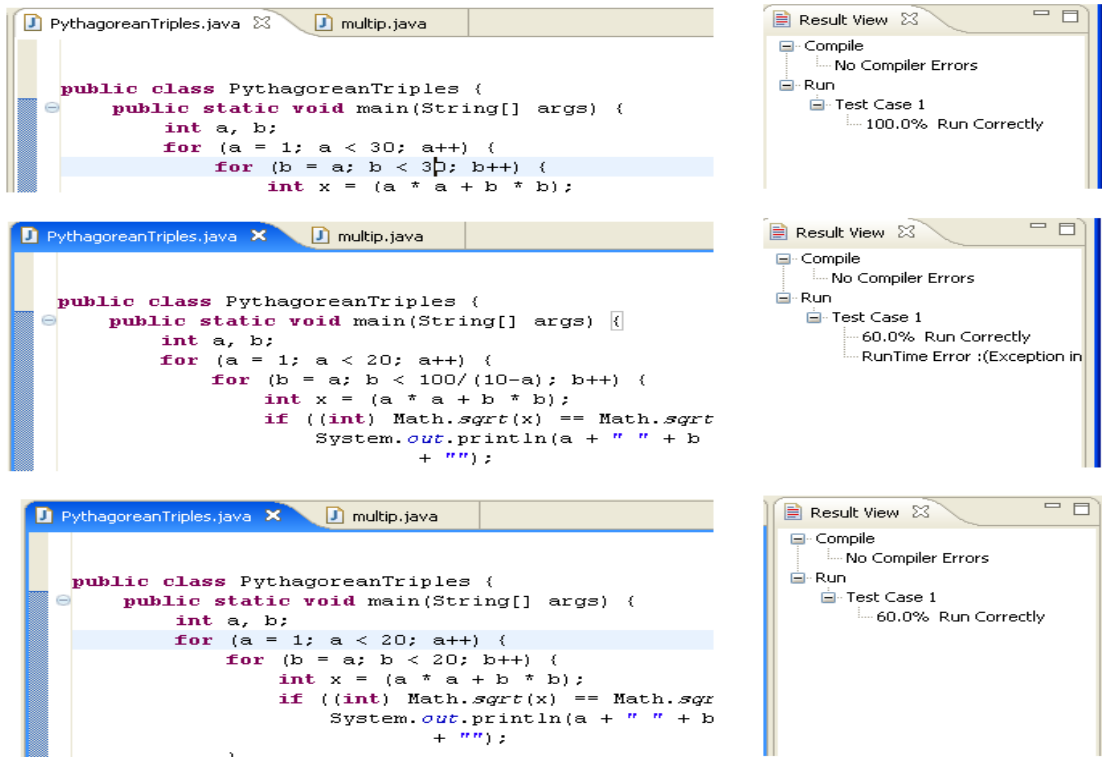 PythagoreanTriples.java multip.java
public class PythagoreanTriples {
public static void main(String[] args) {
int a, b;
for (a = 1; a < 30; a++) {
for (b = a; b < 30; b++) {
int x = (a * a + b * b);
Result View
Compile
No Compiler Errors
Run
Test Case 1
100.0% Run Correctly
PythagoreanTriples.java multip.java
public class PythagoreanTriples {
public static void main(String[] args) {
int a, b;
for (a = 1; a < 20; a++) {
for (b = a; b < 100/(10-a); b++) {
int x = (a * a + b * b);
if ((int) Math.sqrt(x) == Math.sqrt
System.out.println(a + " " + b
+ "");
Result View
Compile
No Compiler Errors
Run
Test Case 1
60.0% Run Correctly
RunTime Error :(Exception in
PythagoreanTriples.java multip.java
public class PythagoreanTriples {
public static void main(String[] args) {
int a, b;
for (a = 1; a < 20; a++) {
for (b = a; b < 20; b++) {
int x = (a * a + b * b);
if ((int) Math.sqrt(x) == Math.sqr
System.out.println(a + " " + b
+ "");
Result View
Compile
No Compiler Errors
Run
Test Case 1
60.0% Run Correctly